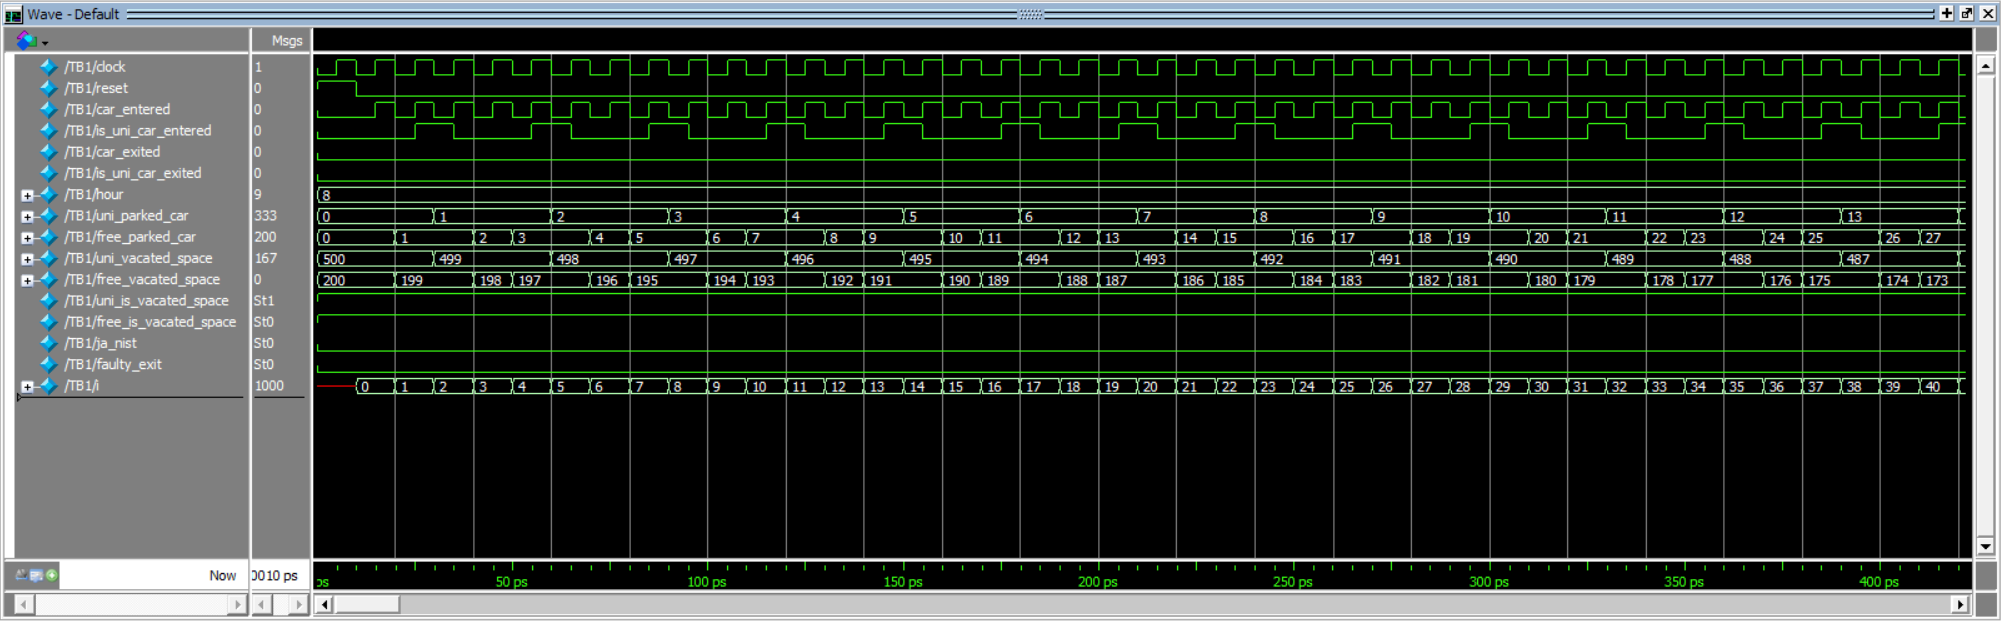 Wave - Default
Msgs
/TB1/clock 1
/TB1/reset 0
/TB1/car_entered 0
/TB1/is_uni_car_entered 0
/TB1/car_exited 0
/TB1/is_uni_car_exited 0
/TB1/hour 9 8
/TB1/uni_parked_car 333 0 1 2 3 4 5 6 7 8 9 10 11 12 13
/TB1/free_parked_car 200 0 1 2 3 4 5 6 7 8 9 10 11 12 13 14 15 16 17 18 19 20 21 22 23 24 25 26 27
/TB1/uni_vacated_space 167 500 499 498 497 496 495 494 493 492 491 490 489 488 487
/TB1/free_vacated_space 0 200 199 198 197 196 195 194 193 192 191 190 189 188 187 186 185 184 183 182 181 180 179 178 177 176 175 174 173
/TB1/uni_is_vacated_space St1
/TB1/free_is_vacated_space St0
/TB1/ja_nist St0
/TB1/faulty_exit St0
/TB1/i 1000 0 1 2 3 4 5 6 7 8 9 10 11 12 13 14 15 16 17 18 19 20 21 22 23 24 25 26 27 28 29 30 31 32 33 34 35 36 37 38 39 40
Now 0010 ps ps 50 ps 100 ps 150 ps 200 ps 250 ps 300 ps 350 ps 400 ps